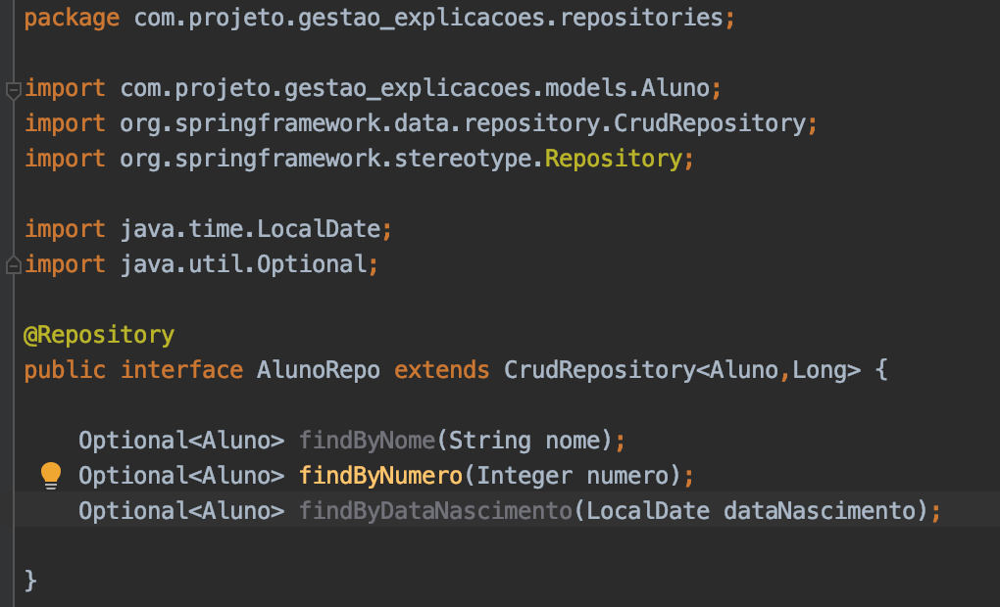 package com.projeto.gestao_explicacoes.repositories;
import com.projeto.gestao_explicacoes.models.Aluno;
import org.springframework.data.repository.CrudRepository;
import org.springframework.stereotype.Repository;
import java.time.LocalDate;
import java.util.Optional;
@Repository
public interface AlunoRepo extends CrudRepository<Aluno,Long> {
Optional<Aluno> findByNome(String nome);
Optional<Aluno> findByNumero(Integer numero);
Optional<Aluno> findByDataNascimento(LocalDate dataNascimento);
}